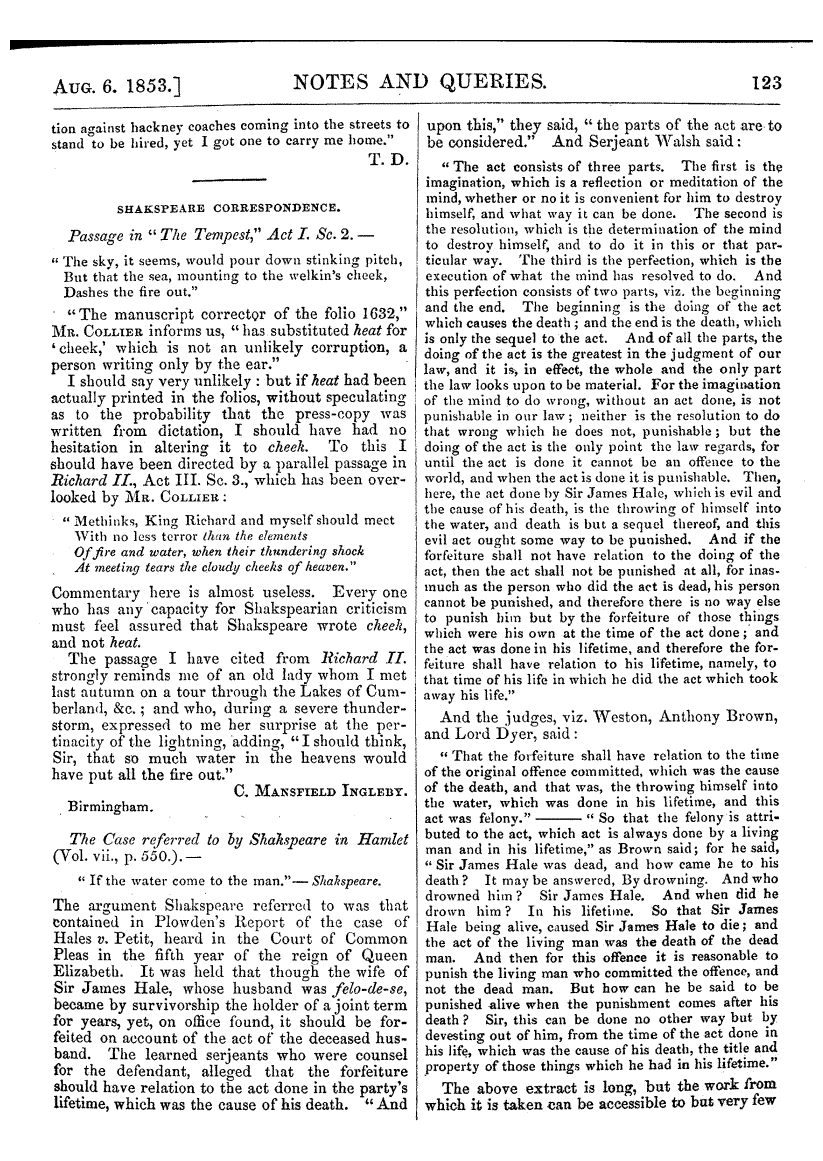 AUG. 6. 1853.] NOTES AND QUERIES. 123
tion against hackney coaches coming into the streets to
stand to be hired, yet I got one to carry me home."
T. D.
SHAKSPEARE CORRESPONDENCE.
Passage in "The Tempest," Act I. Sc. 2. —
"The sky, it seems, would pour down stinking pitch,
But that the sea, mounting to the welkin's cheek,
Dashes the fire out."
"The manuscript corrector of the folio 1632,"
MR. COLLIER informs us, "has substituted heat for
'cheek,' which is not an unlikely corruption, a
person writing only by the ear."
I should say very unlikely : but if heat had been
actually printed in the folios, without speculating
as to the probability that the press-copy was
written from dictation, I should have had no
hesitation in altering it to cheek. To this I
should have been directed by a parallel passage in
Richard II., Act III. Sc. 3., which has been over-
looked by MR. COLLIER :
"Methinks, King Richard and myself should meet
With no less terror than the elements
Of fire and water, when their thundering shock
At meeting tears the cloudy cheeks of heaven."
Commentary here is almost useless. Every one
who has any capacity for Shakspearian criticism
must feel assured that Shakspeare wrote cheek,
and not heat.
The passage I have cited from Richard II.
strongly reminds me of an old lady whom I met
last autumn on a tour through the Lakes of Cum-
berland, &c. ; and who, during a severe thunder-
storm, expressed to me her surprise at the per-
tinacity of the lightning, adding, "I should think,
Sir, that so much water in the heavens would
have put all the fire out."
C. MANSFIELD INGLEBY.
Birmingham.
The Case referred to by Shakspeare in Hamlet
(Vol. vii., p. 550.). —
"If the water come to the man."— Shakspeare.
The argument Shakspeare referred to was that
contained in Plowden's Report of the case of
Hales v. Petit, heard in the Court of Common
Pleas in the fifth year of the reign of Queen
Elizabeth. It was held that though the wife of
Sir James Hale, whose husband was felo-de-se,
became by survivorship the holder of a joint term
for years, yet, on office found, it should be for-
feited on account of the act of the deceased hus-
band. The learned serjeants who were counsel
for the defendant, alleged that the forfeiture
should have relation to the act done in the party's
lifetime, which was the cause of his death. "And
upon this," they said, "the parts of the act are to
be considered." And Serjeant Walsh said :
"The act consists of three parts. The first is the
imagination, which is a reflection or meditation of the
mind, whether or no it is convenient for him to destroy
himself, and what way it can be done. The second is
the resolution, which is the determination of the mind
to destroy himself, and to do it in this or that par-
ticular way. The third is the perfection, which is the
execution of what the mind has resolved to do. And
this perfection consists of two parts, viz. the beginning
and the end. The beginning is the doing of the act
which causes the death ; and the end is the death, which
is only the sequel to the act. And of all the parts, the
doing of the act is the greatest in the judgment of our
law, and it is, in effect, the whole and the only part
the law looks upon to be material. For the imagination
of the mind to do wrong, without an act done, is not
punishable in our law ; neither is the resolution to do
that wrong which he does not, punishable ; but the
doing of the act is the only point the law regards, for
until the act is done it cannot be an offence to the
world, and when the act is done it is punishable. Then,
here, the act done by Sir James Hale, which is evil and
the cause of his death, is the throwing of himself into
the water, and death is but a sequel thereof, and this
evil act ought some way to be punished. And if the
forfeiture shall not have relation to the doing of the
act, then the act shall not be punished at all, for inas-
much as the person who did the act is dead, his person
cannot be punished, and therefore there is no way else
to punish him but by the forfeiture of those things
which were his own at the time of the act done ; and
the act was done in his lifetime, and therefore the for-
feiture shall have relation to his lifetime, namely, to
that time of his life in which he did the act which took
away his life."
And the judges, viz. Weston, Anthony Brown,
and Lord Dyer, said :
"That the forfeiture shall have relation to the time
of the original offence committed, which was the cause
of the death, and that was, the throwing himself into
the water, which was done in his lifetime, and this
act was felony." ——— "So that the felony is attri-
buted to the act, which act is always done by a living
man and in his lifetime," as Brown said; for he said,
"Sir James Hale was dead, and how came he to his
death? It may be answered, By drowning. And who
drowned him? Sir James Hale. And when did he
drown him? In his lifetime. So that Sir James
Hale being alive, caused Sir James Hale to die; and
the act of the living man was the death of the dead
man. And then for this offence it is reasonable to
punish the living man who committed the offence, and
not the dead man. But how can he be said to be
punished alive when the punishment comes after his
death? Sir, this can be done no other way but by
devesting out of him, from the time of the act done in
his life, which was the cause of his death, the title and
property of those things which he had in his lifetime."
The above extract is long, but the work from
which it is taken can be accessible to but very few